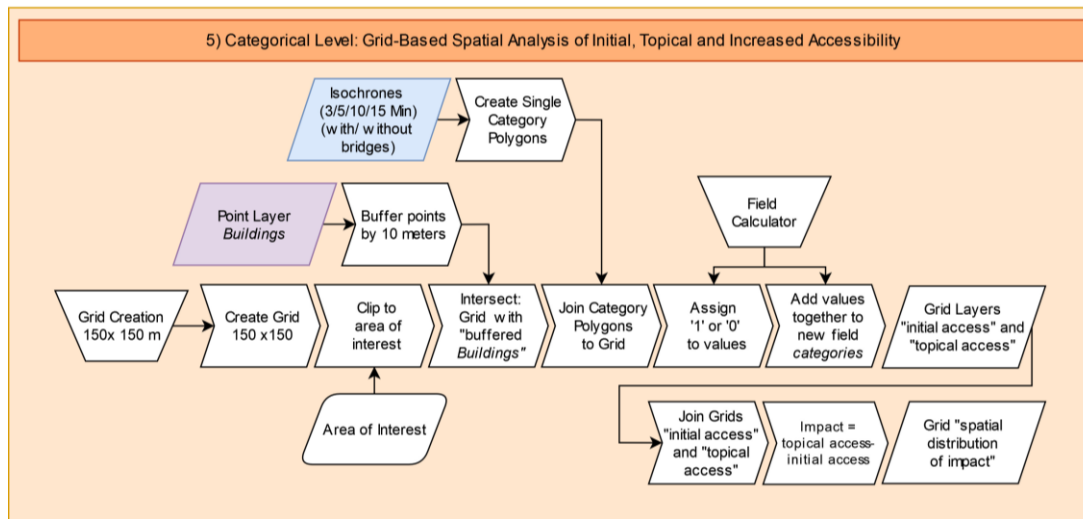 5) Categorical Level: Grid-Based Spatial Analysis of Initial, Topical and Increased Accessibility
Isochrones
(3/5/10/15 Min)
(with/ without
bridges)
Create Single
Category
Polygons
Point Layer
Buildings
Buffer points
by 10 meters
Field
Calculator
Grid Creation
150x 150 m
Create Grid
150 x150
Clip to
area of
interest
Intersect:
Grid with
"buffered
Buildings"
Join Category
Polygons
to Grid
Assign
'1' or '0'
to values
Add values
together to
new field
categories
Grid Layers
"initial access" and
"topical access"
Area of Interest
Join Grids
"initial access"
and "topical
access"
Impact =
topical access-
initial access
Grid "spatial
distribution
of impact"